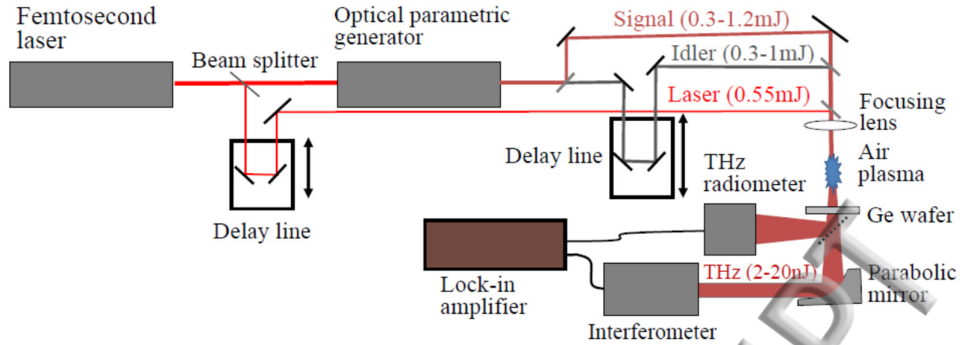 Femtosecond
laser
Optical parametric
generator
Signal (0.3-1.2mJ)
Beam splitter
Idler (0.3-1mJ)
Laser (0.55mJ)
Focusing
lens
Delay line
THz
radiometer
Air
plasma
Delay line
Ge wafer
Lock-in
amplifier
THz (2-20nJ)
Parabolic
mirror
Interferometer